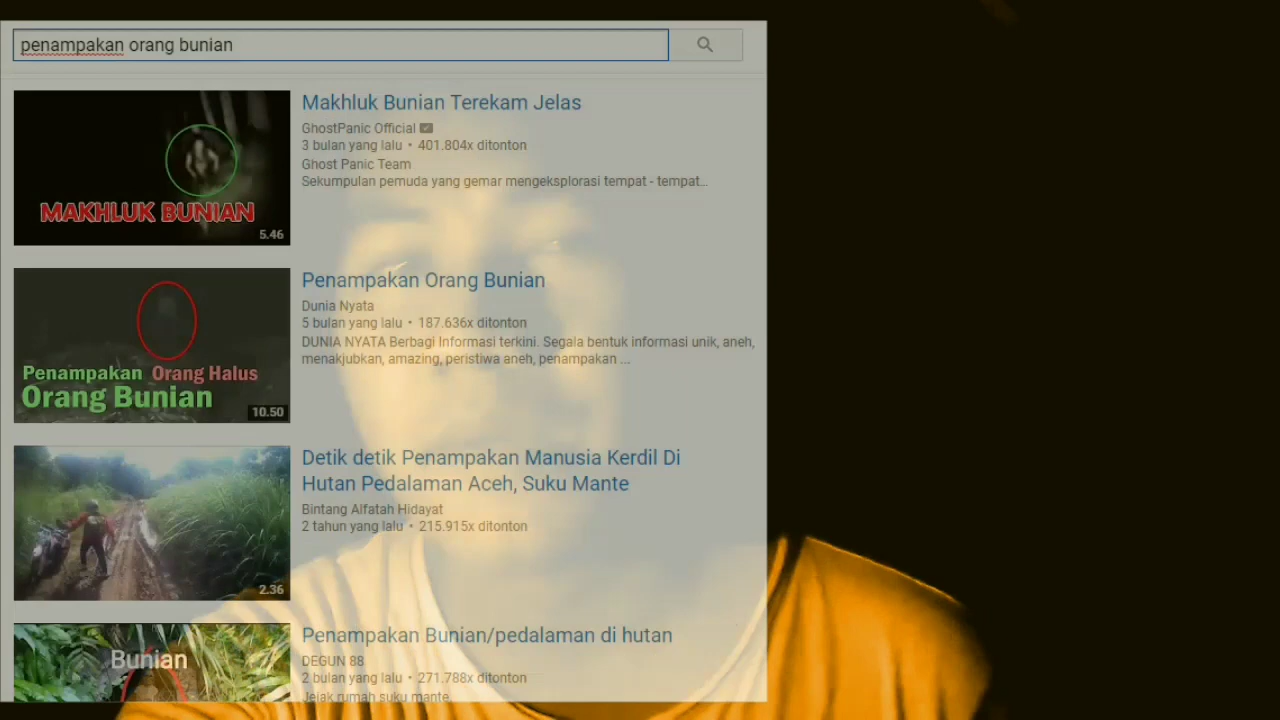 penampakan orang bunian
Makhluk Bunian Terekam Jelas
GhostPanic Official
3 bulan yang lalu • 401.804x ditonton
Ghost Panic Team
Sekumpulan pemuda yang gemar mengeksplorasi tempat - tempat...
MAKHLUK BUNIAN
5.46
Penampakan Orang Bunian
Dunia Nyata
5 bulan yang lalu • 187.636x ditonton
DUNIA NYATA Berbagi Informasi terkini. Segala bentuk informasi unik, aneh,
menakjubkan, amazing, peristiwa aneh, penampakan ...
Penampakan Orang Halus
Orang Bunian
10.50
Detik detik Penampakan Manusia Kerdil Di
Hutan Pedalaman Aceh, Suku Mante
Bintang Alfatah Hidayat
2 tahun yang lalu • 215.915x ditonton
2.36
Penampakan Bunian/pedalaman di hutan
DEGUN 88
2 bulan yang lalu • 271.788x ditonton
Jejak rumah suku mante.
Bunian